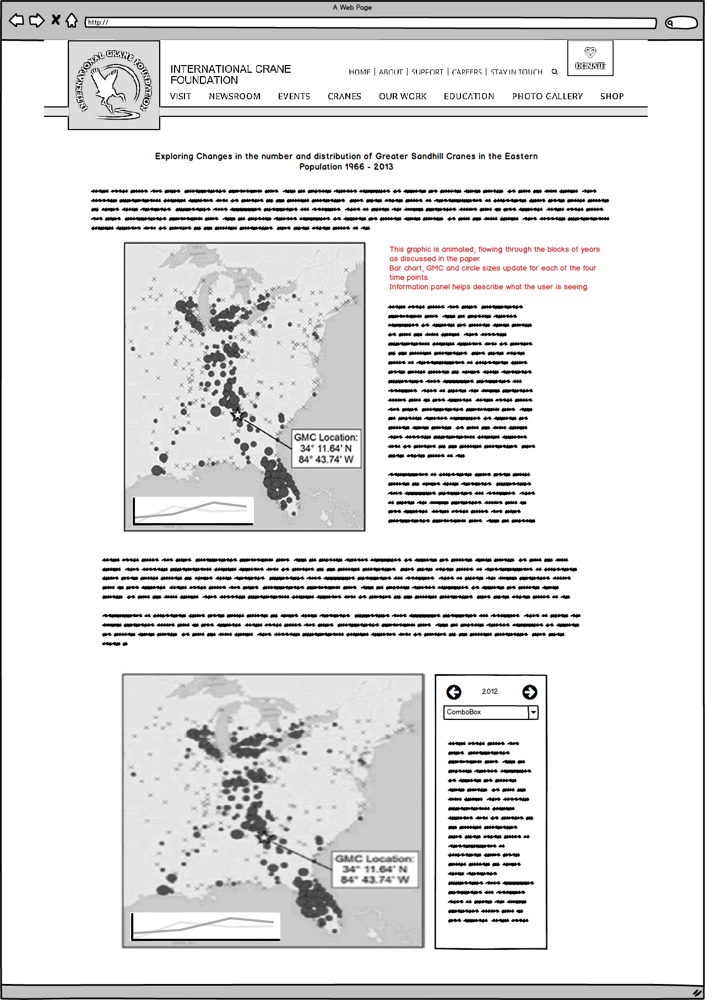 A Web Page
http://
INTERNATIONAL CRANE FOUNDATION
DONATE
INTERNATIONAL CRANE
FOUNDATION
HOME | ABOUT | SUPPORT | CAREERS | STAY IN TOUCH
VISIT NEWSROOM EVENTS CRANES OUR WORK EDUCATION PHOTO GALLERY SHOP
Exploring Changes in the number and distribution of Greater Sandhill Cranes in the Eastern
Population 1966 - 2013
This graphic is animated, flowing through the blocks of years
as discussed in the paper.
Bar chart, GMC and circle sizes update for each of the four
time points.
Information panel helps describe what the user is seeing.
GMC Location:
34° 11.64' N
84° 43.74' W
2012
ComboBox
GMC Location:
34° 11.64' N
84° 43.74' W